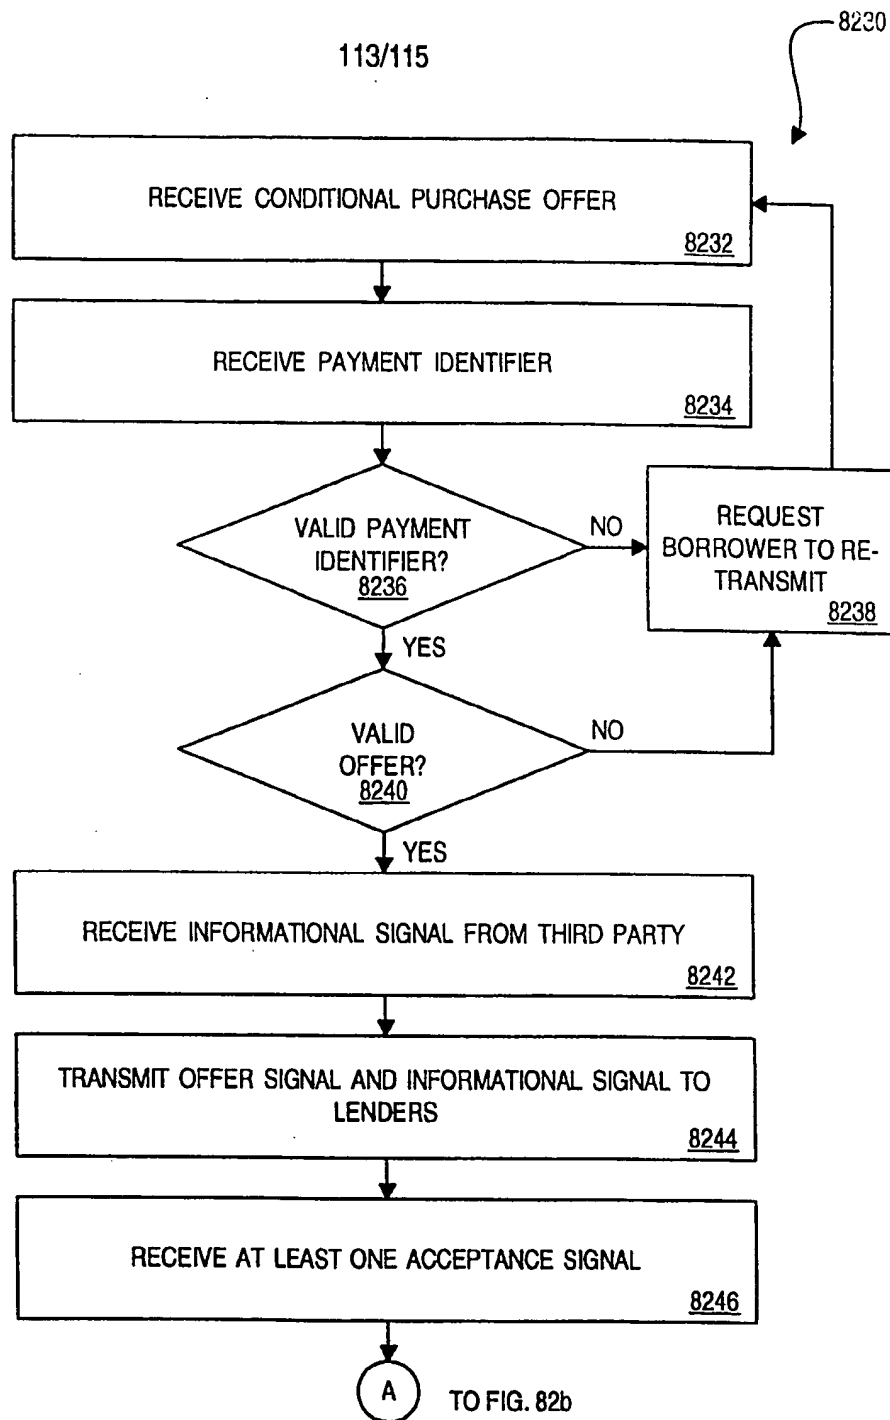 8230
113/115
RECEIVE CONDITIONAL PURCHASE OFFER
8232
RECEIVE PAYMENT IDENTIFIER
8234
VALID PAYMENT
IDENTIFIER?
8236
NO
REQUEST
BORROWER TO RE-
TRANSMIT
8238
YES
VALID
OFFER?
8240
NO
YES
RECEIVE INFORMATIONAL SIGNAL FROM THIRD PARTY
8242
TRANSMIT OFFER SIGNAL AND INFORMATIONAL SIGNAL TO
LENDERS
8244
RECEIVE AT LEAST ONE ACCEPTANCE SIGNAL
8246
A
TO FIG. 82b